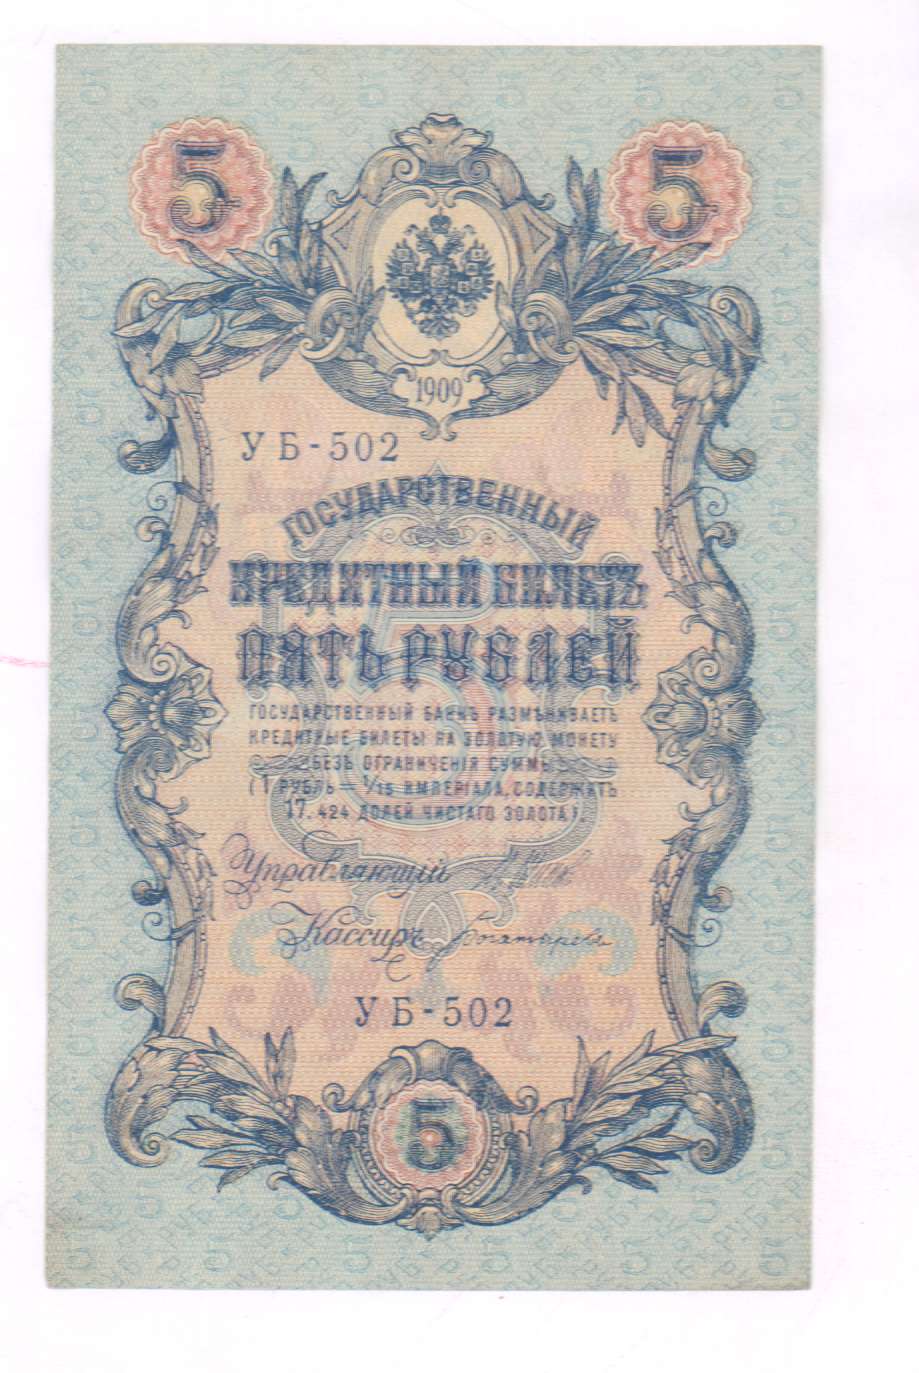 5 5
1909
УБ-502
ГОСУДАРСТВЕННЫЙ
КРЕДИТНЫЙ БИЛЕТЪ
ПЯТЬ РУБЛЕЙ
ГОСУДАРСТВЕННЫЙ БАНКЪ РАЗМѢНИВАЕТЪ
КРЕДИТНЫЕ БИЛЕТЫ НА ЗОЛОТУЮ МОНЕТУ
БЕЗЪ ОГРАНИЧЕНІЯ СУММЫ
(1 РУБЛЬ = 1/15 ИМПЕРІАЛА, СОДЕРЖИТЪ
17,424 ДОЛЕЙ ЧИСТАГО ЗОЛОТА).
Управляющій
Кассиръ
УБ-502
5